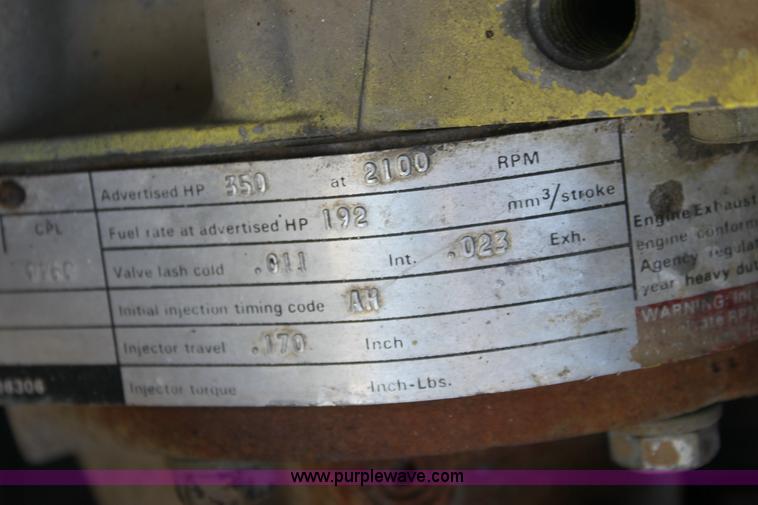 Advertised HP 350 at 2100 RPM
CPL
Fuel rate at advertised HP 192 mm³/stroke
Valve lash cold .011 Int. .023 Exh.
Initial injection timing code AH
Injector travel .170 Inch
Injector torque Inch-Lbs.
Engine Exhaust
engine conform
Agency regulat
year heavy dut
WARNING: IN
6306
www.purplewave.com